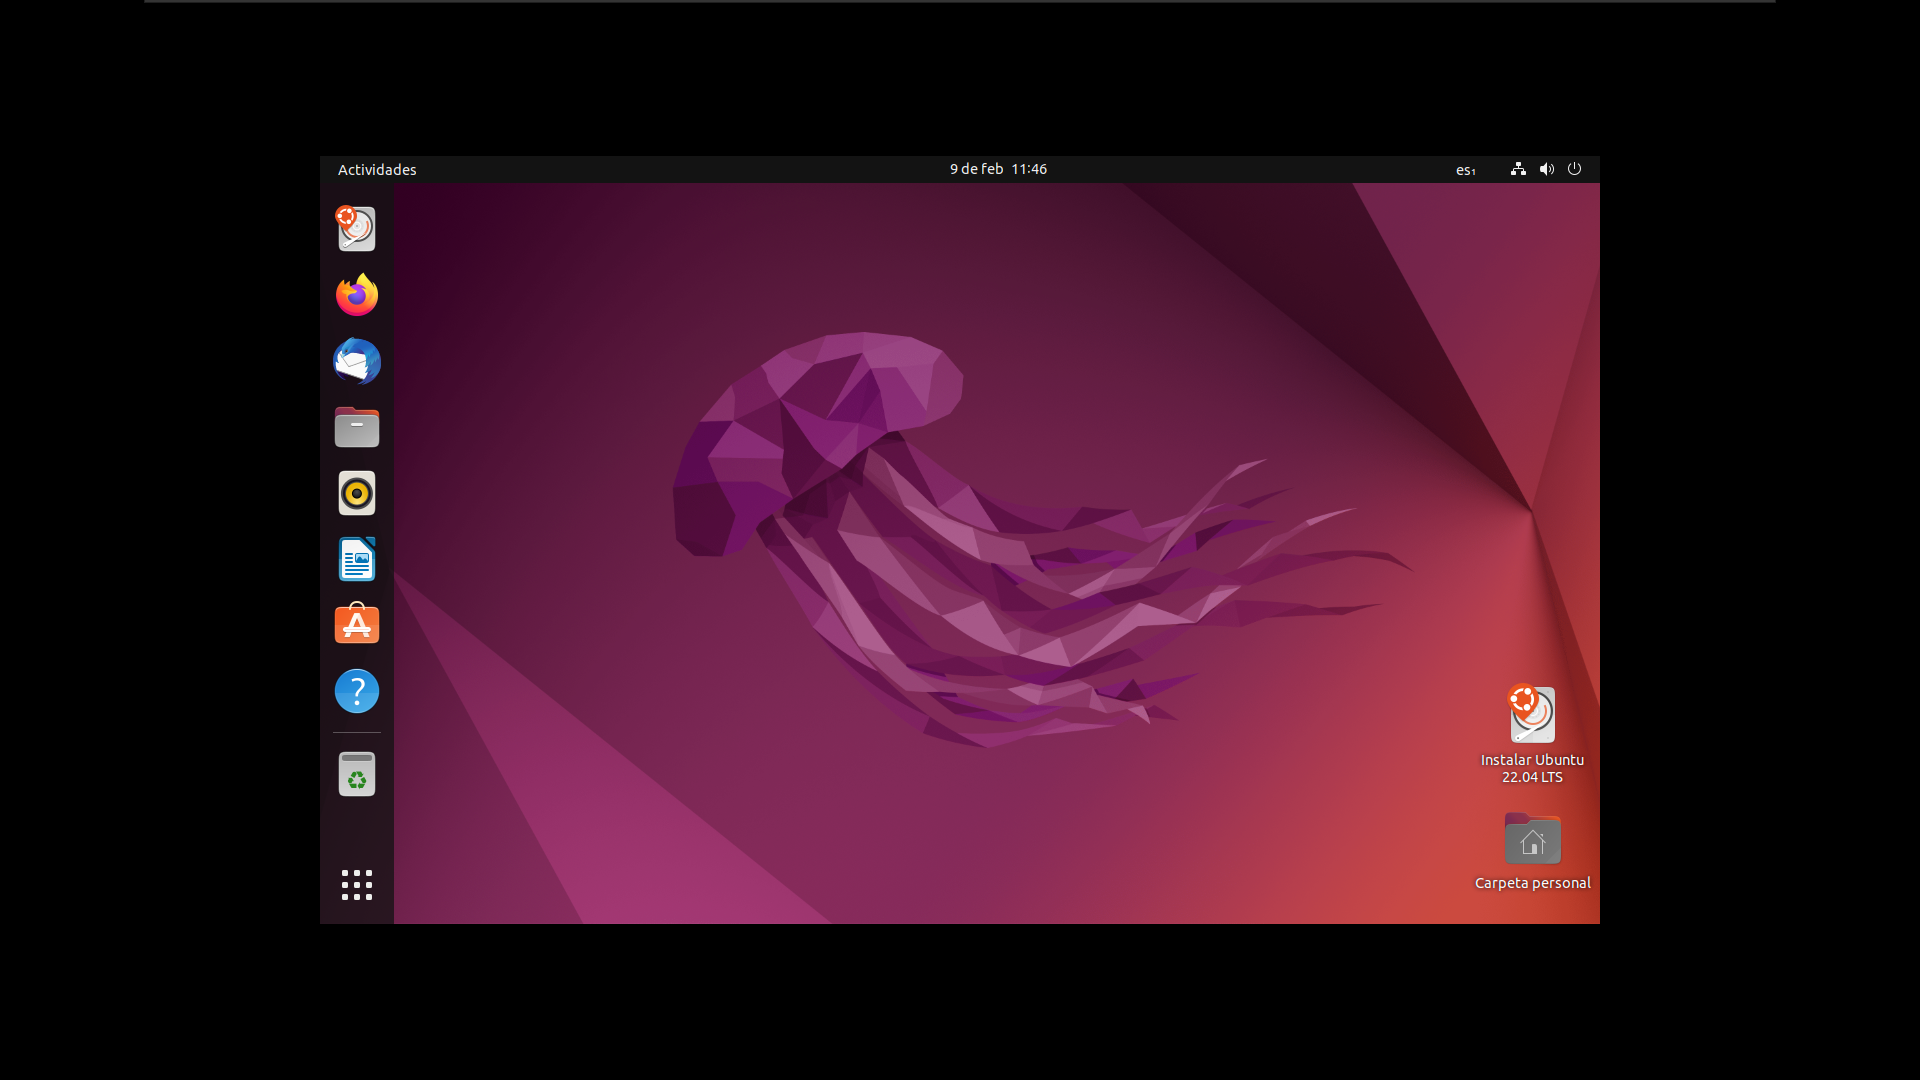 Actividades
9 de feb 11:46
es₁
Instalar Ubuntu
22.04 LTS
Carpeta personal